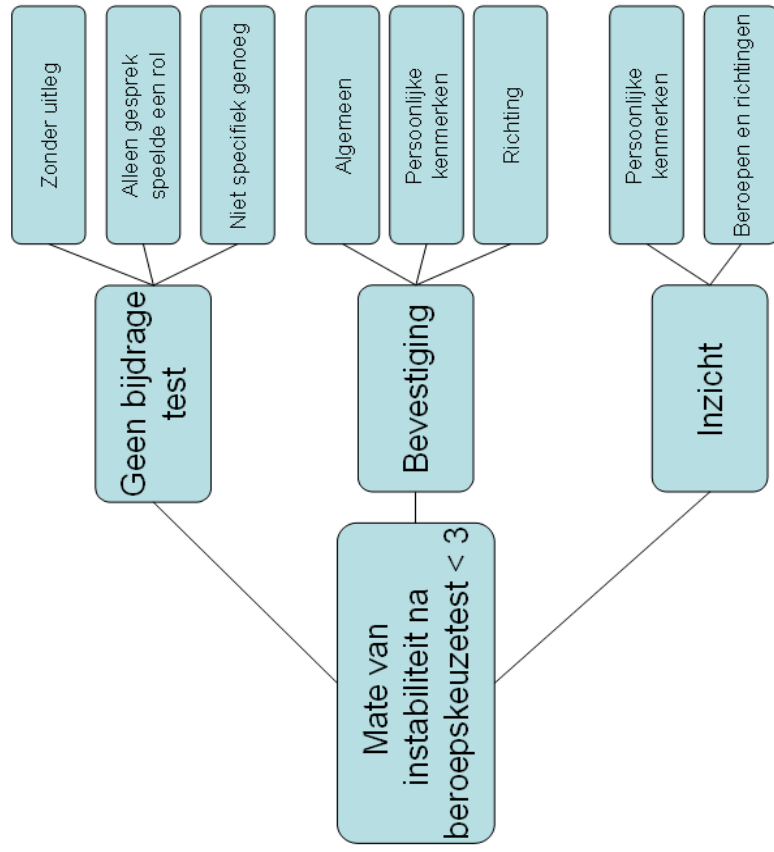 Mate van
instabiliteit na
beroepskeuzetest < 3
Geen bijdrage
test
Zonder uitleg
Alleen gesprek
speelde een rol
Niet specifiek genoeg
Bevestiging
Algemeen
Persoonlijke
kenmerken
Richting
Inzicht
Persoonlijke
kenmerken
Beroepen en richtingen